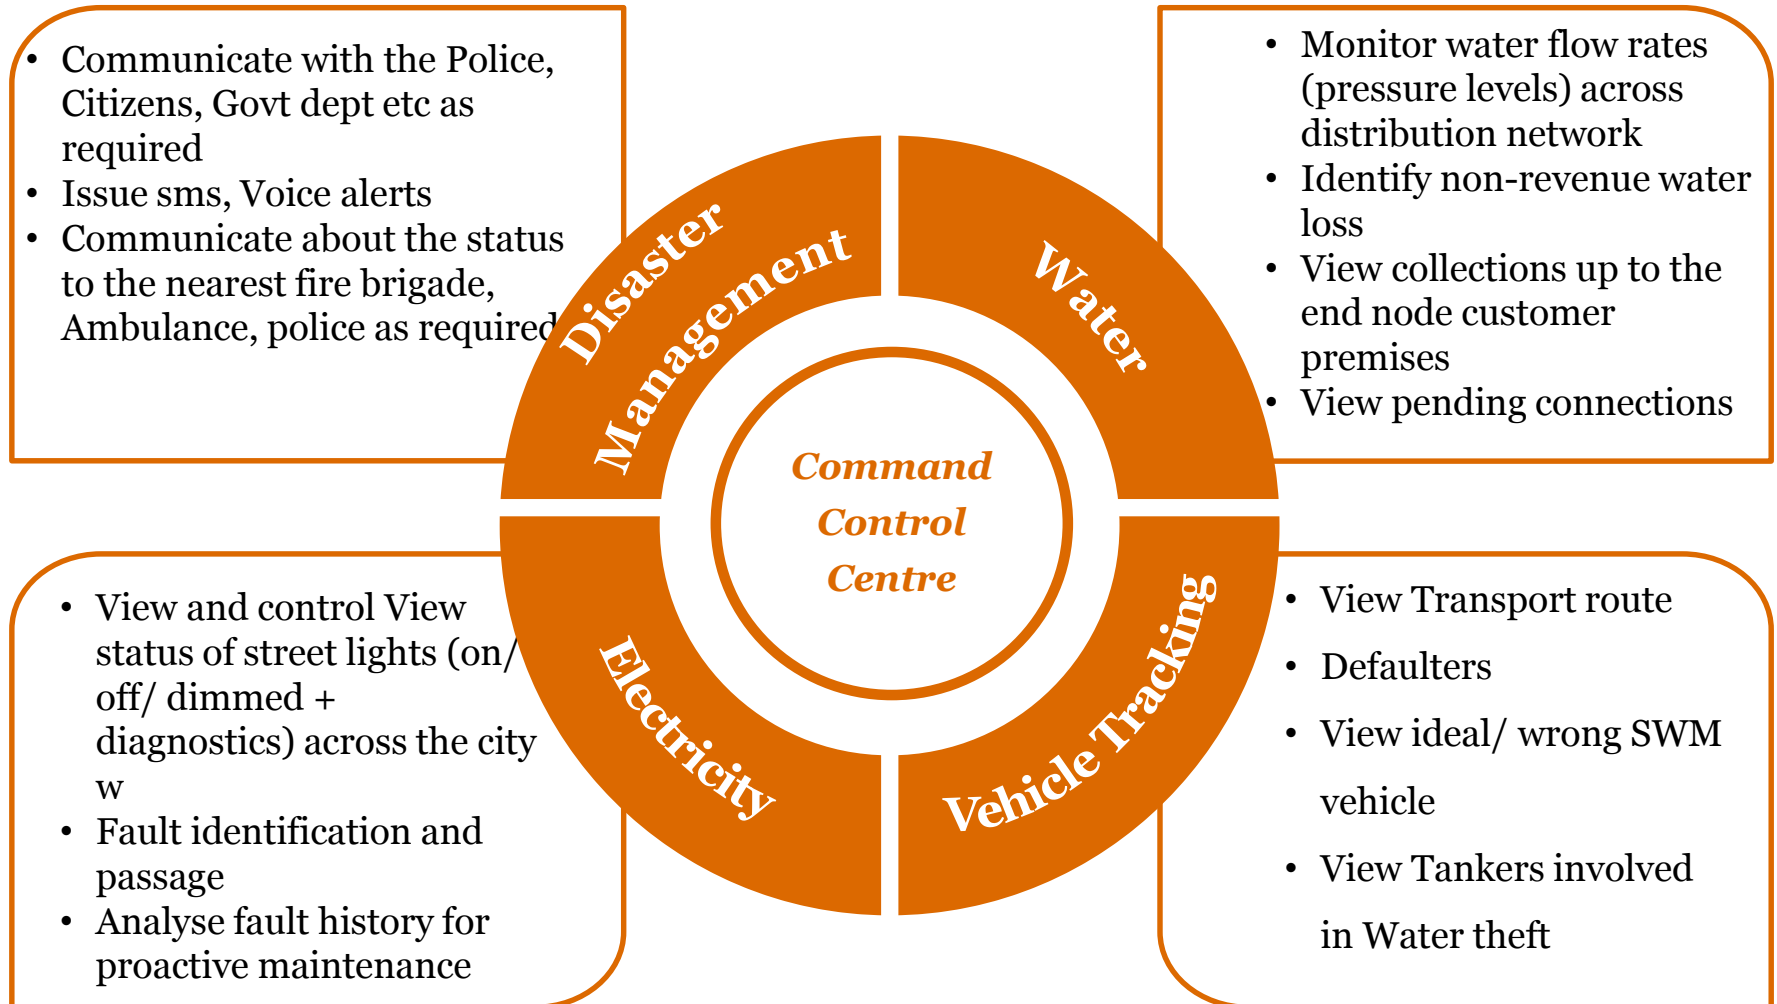 • Communicate with the Police,
Citizens, Govt dept etc as
required
• Issue sms, Voice alerts
• Communicate about the status
to the nearest fire brigade,
Ambulance, police as required
Disaster
Management
Water
• Monitor water flow rates
(pressure levels) across
distribution network
• Identify non-revenue water
loss
• View collections up to the
end node customer
premises
• View pending connections
Command
Control
Centre
• View and control View
status of street lights (on/
off/ dimmed +
diagnostics) across the city
w
• Fault identification and
passage
• Analyse fault history for
proactive maintenance
Electricity
Vehicle Tracking
• View Transport route
• Defaulters
• View ideal/ wrong SWM
vehicle
• View Tankers involved
in Water theft